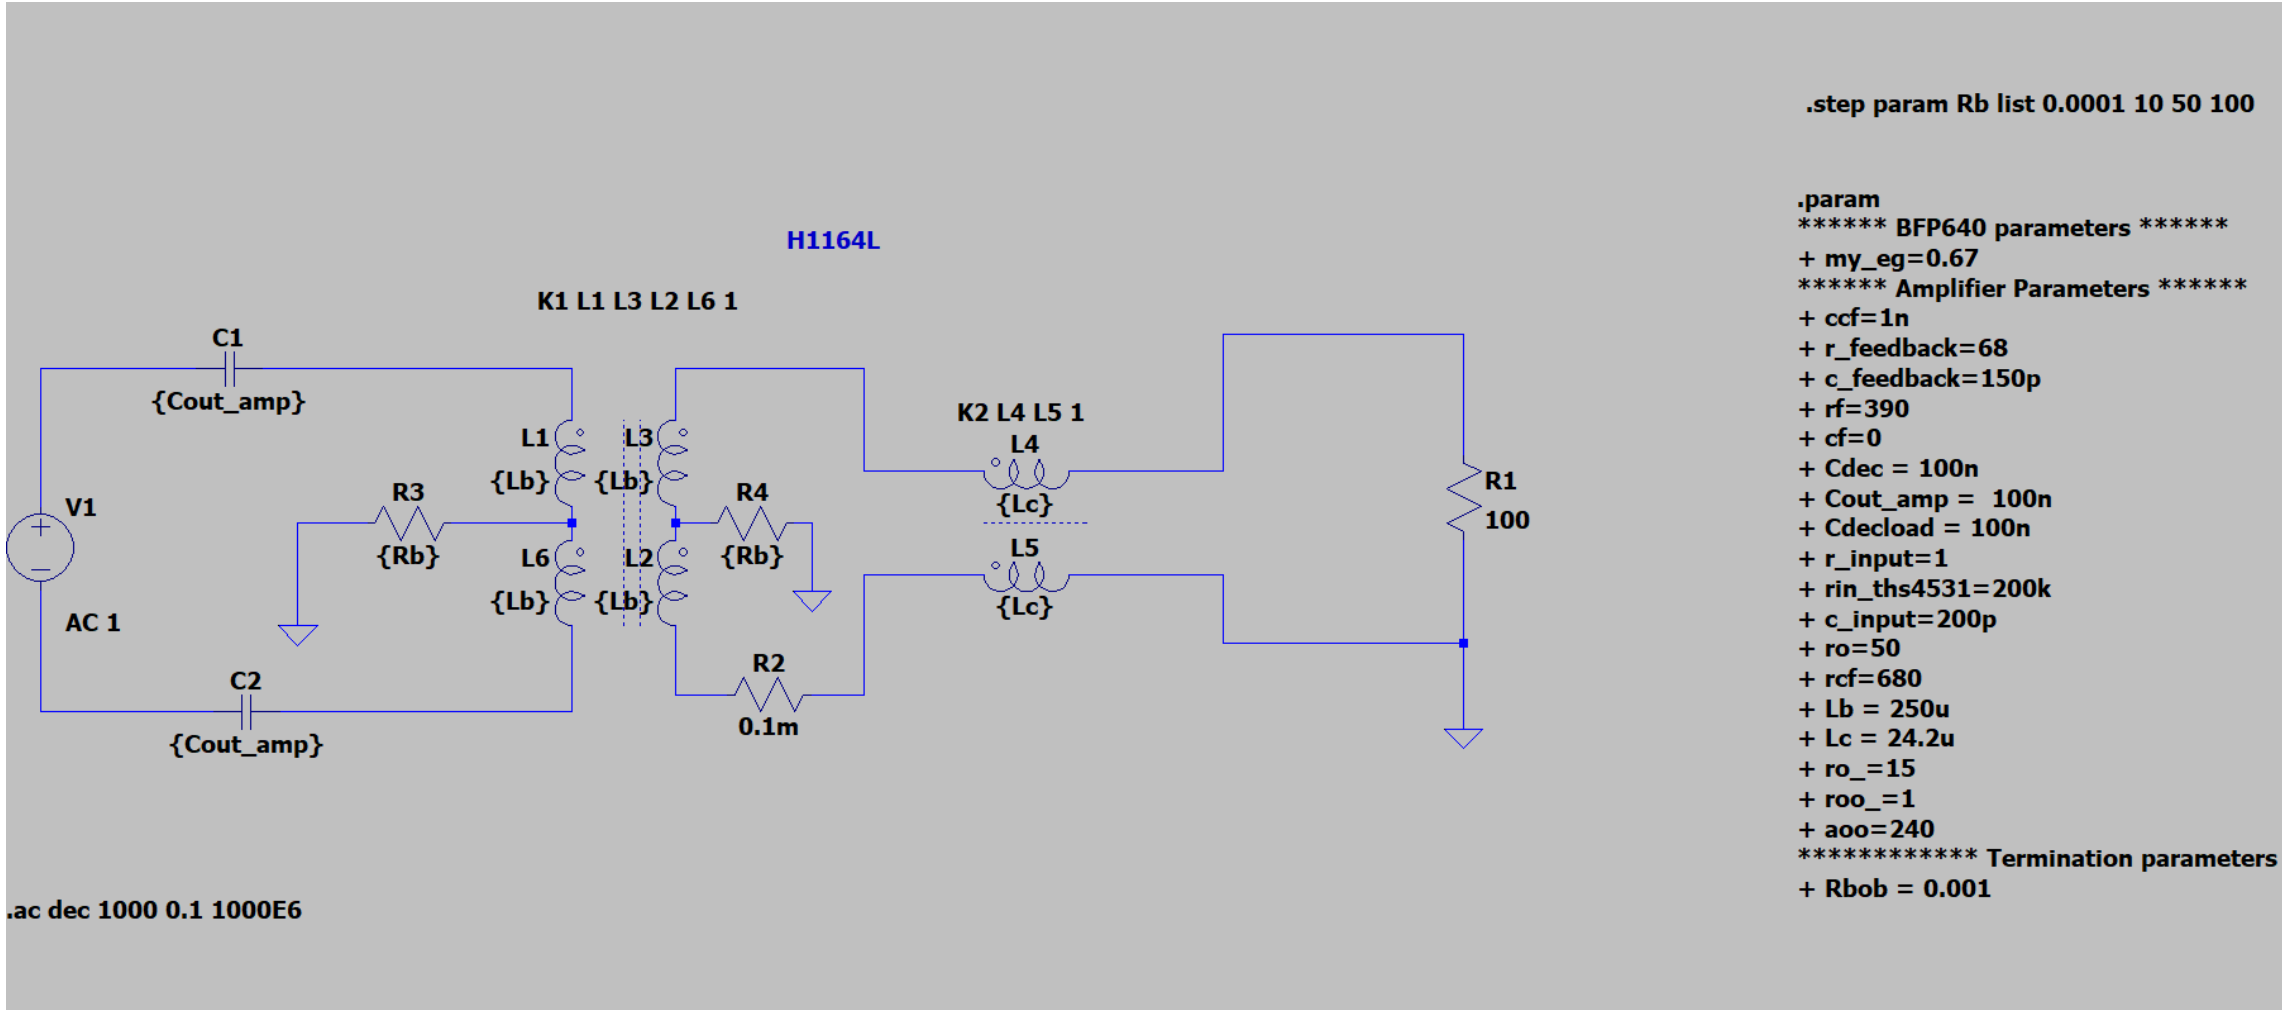 .step param Rb list 0.0001 10 50 100
.param
****** BFP640 parameters ******
+ my_eg=0.67
****** Amplifier Parameters ******
+ ccf=1n
+ r_feedback=68
+ c_feedback=150p
+ rf=390
+ cf=0
+ Cdec = 100n
+ Cout_amp =  100n
+ Cdecload = 100n
+ r_input=1
+ rin_ths4531=200k
+ c_input=200p
+ ro=50
+ rcf=680
+ Lb = 250u
+ Lc = 24.2u
+ ro_=15
+ roo_=1
+ aoo=240
************ Termination parameters
+ Rbob = 0.001
H1164L
K1 L1 L3 L2 L6 1
C1
{Cout_amp}
V1
+
−
AC 1
C2
{Cout_amp}
R3
{Rb}
L1
{Lb}
L6
{Lb}
L3
{Lb}
L2
{Lb}
R4
{Rb}
R2
0.1m
K2 L4 L5 1
L4
{Lc}
L5
{Lc}
R1
100
.ac dec 1000 0.1 1000E6